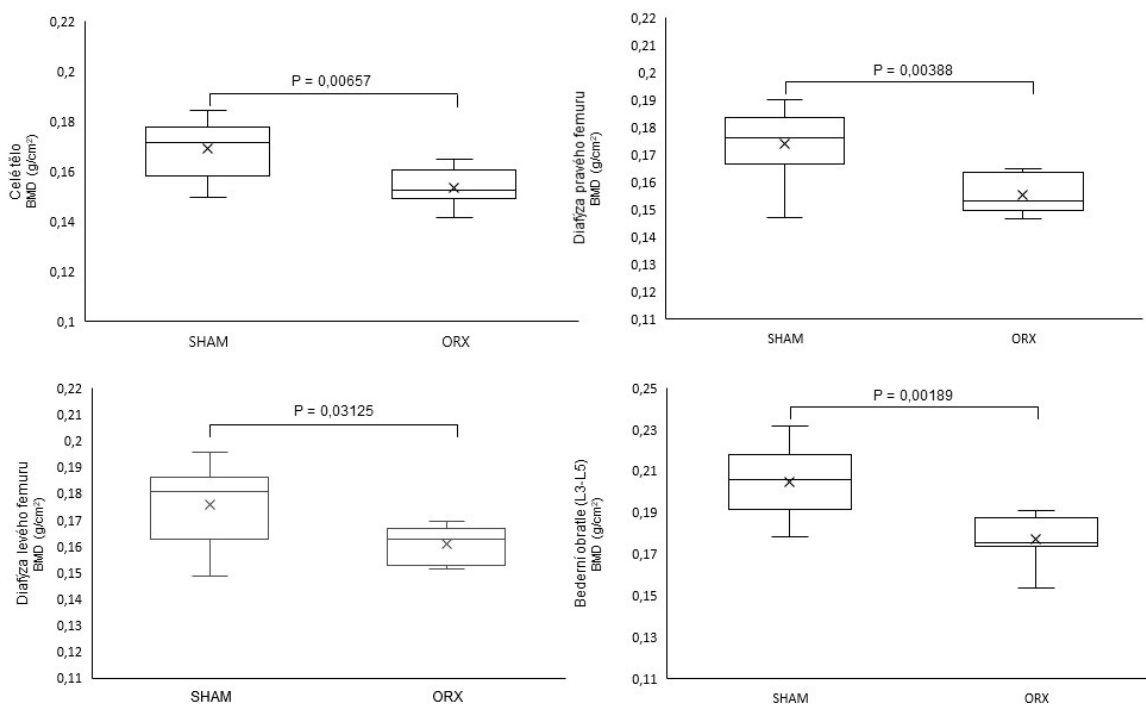 0,22
0,2
0,18
0,16
0,14
0,12
0,1
Celé tělo
BMD (g/cm²)
P = 0,00657
SHAM
ORX
0,22
0,21
0,2
0,19
0,18
0,17
0,16
0,15
0,14
0,13
0,12
0,11
Diafýza pravého femuru
BMD (g/cm²)
P = 0,00388
SHAM
ORX
0,22
0,21
0,2
0,19
0,18
0,17
0,16
0,15
0,14
0,13
0,12
0,11
Diafýza levého femuru
BMD (g/cm²)
P = 0,03125
SHAM
ORX
0,25
0,23
0,21
0,19
0,17
0,15
0,13
0,11
Bederní obratle (L3-L5)
BMD (g/cm²)
P = 0,00189
SHAM
ORX